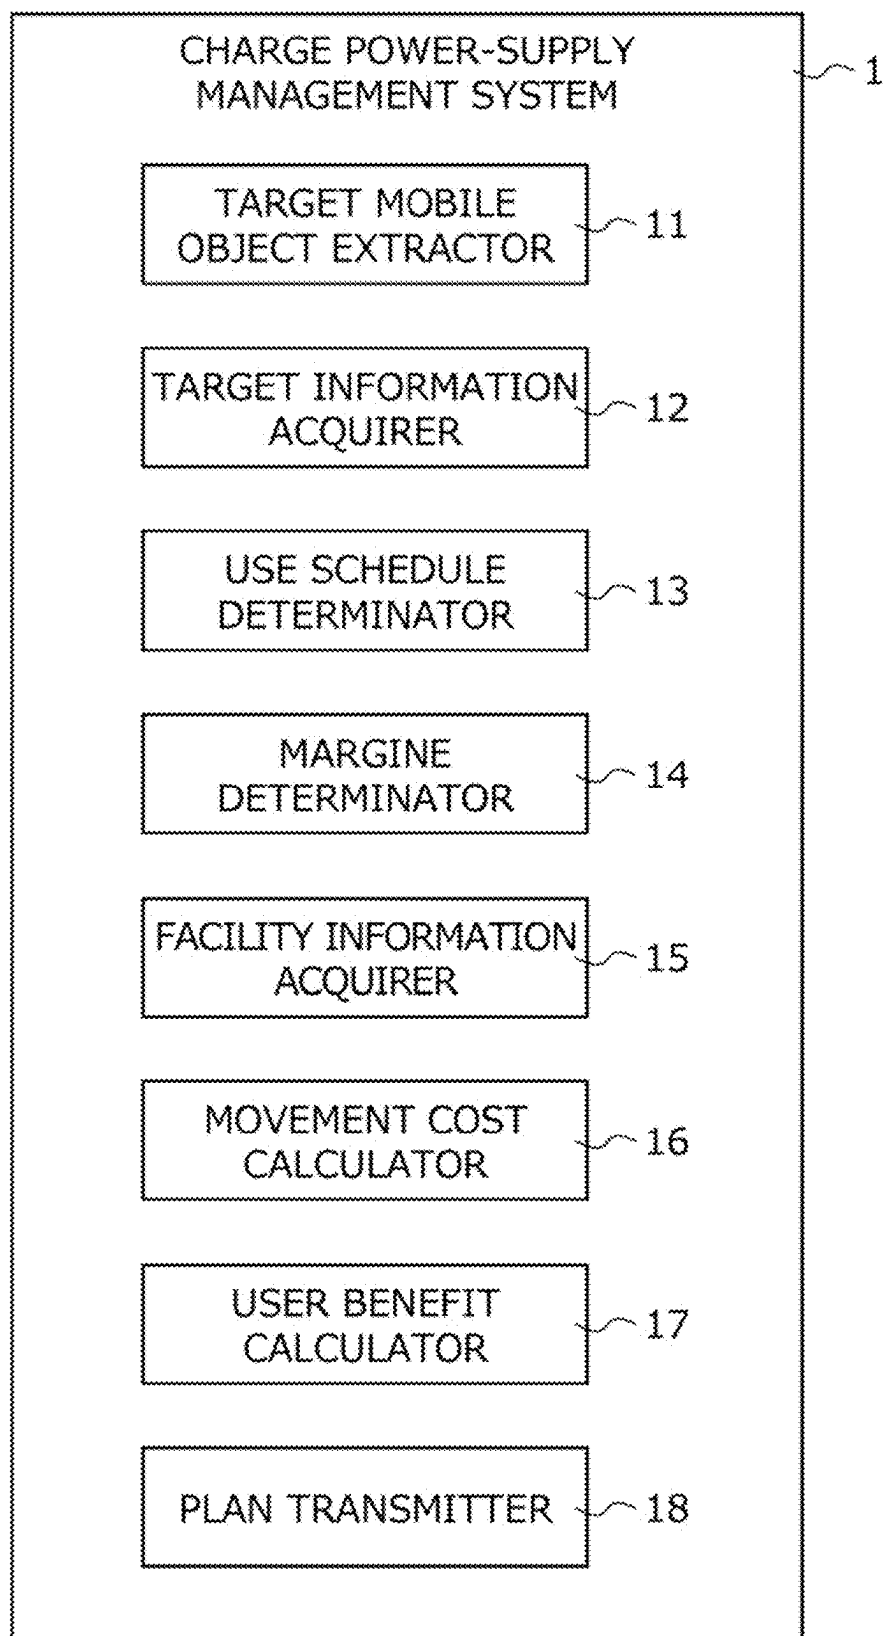 CHARGE POWER-SUPPLY
MANAGEMENT SYSTEM
1
TARGET MOBILE
OBJECT EXTRACTOR
11
TARGET INFORMATION
ACQUIRER
12
USE SCHEDULE
DETERMINATOR
13
MARGINE
DETERMINATOR
14
FACILITY INFORMATION
ACQUIRER
15
MOVEMENT COST
CALCULATOR
16
USER BENEFIT
CALCULATOR
17
PLAN TRANSMITTER
18